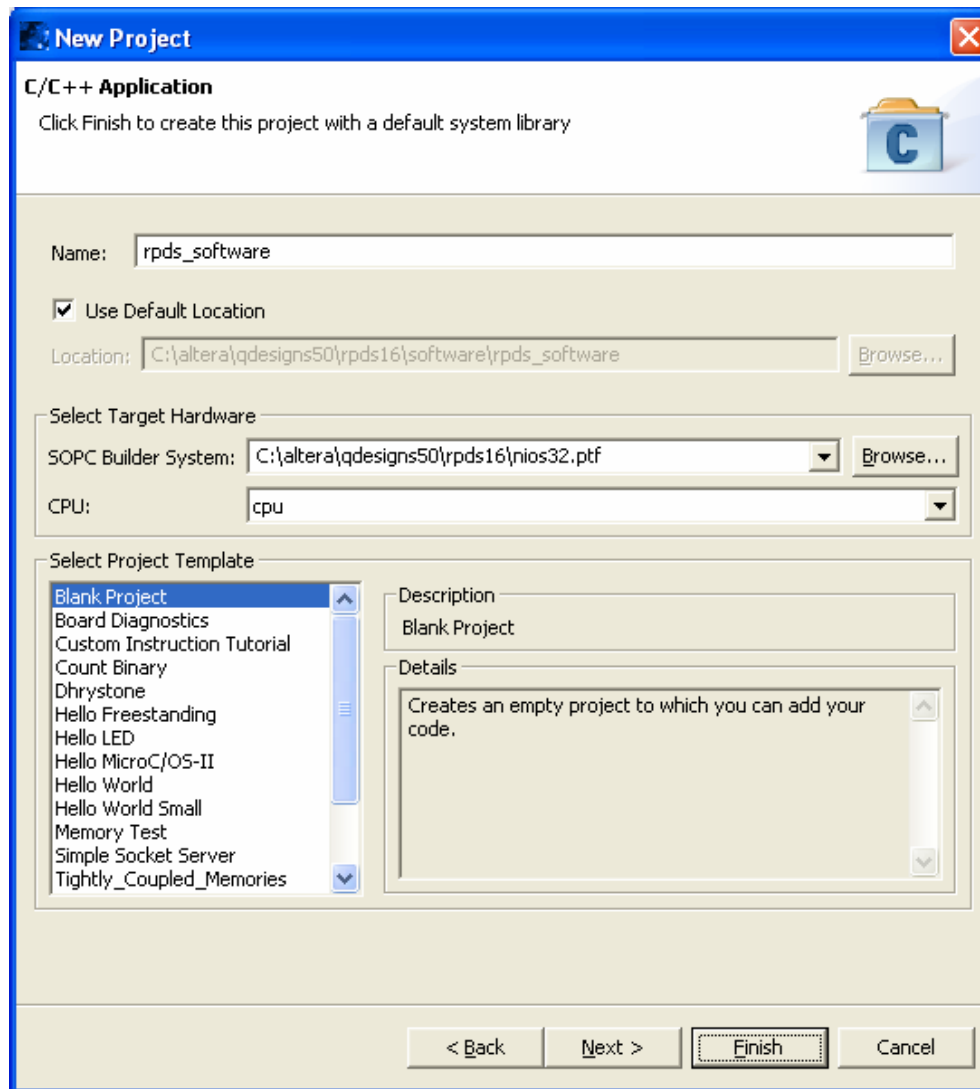 New Project
C/C++ Application
Click Finish to create this project with a default system library
C
Name: rpds_software
Use Default Location
Location: C:\altera\qdesigns50\rpds16\software\rpds_software Browse...
Select Target Hardware
SOPC Builder System: C:\altera\qdesigns50\rpds16\nios32.ptf Browse...
CPU: cpu
Select Project Template
Blank Project
Board Diagnostics
Custom Instruction Tutorial
Count Binary
Dhrystone
Hello Freestanding
Hello LED
Hello MicroC/OS-II
Hello World
Hello World Small
Memory Test
Simple Socket Server
Tightly_Coupled_Memories
Description
Blank Project
Details
Creates an empty project to which you can add your
code.
< Back Next > Finish Cancel